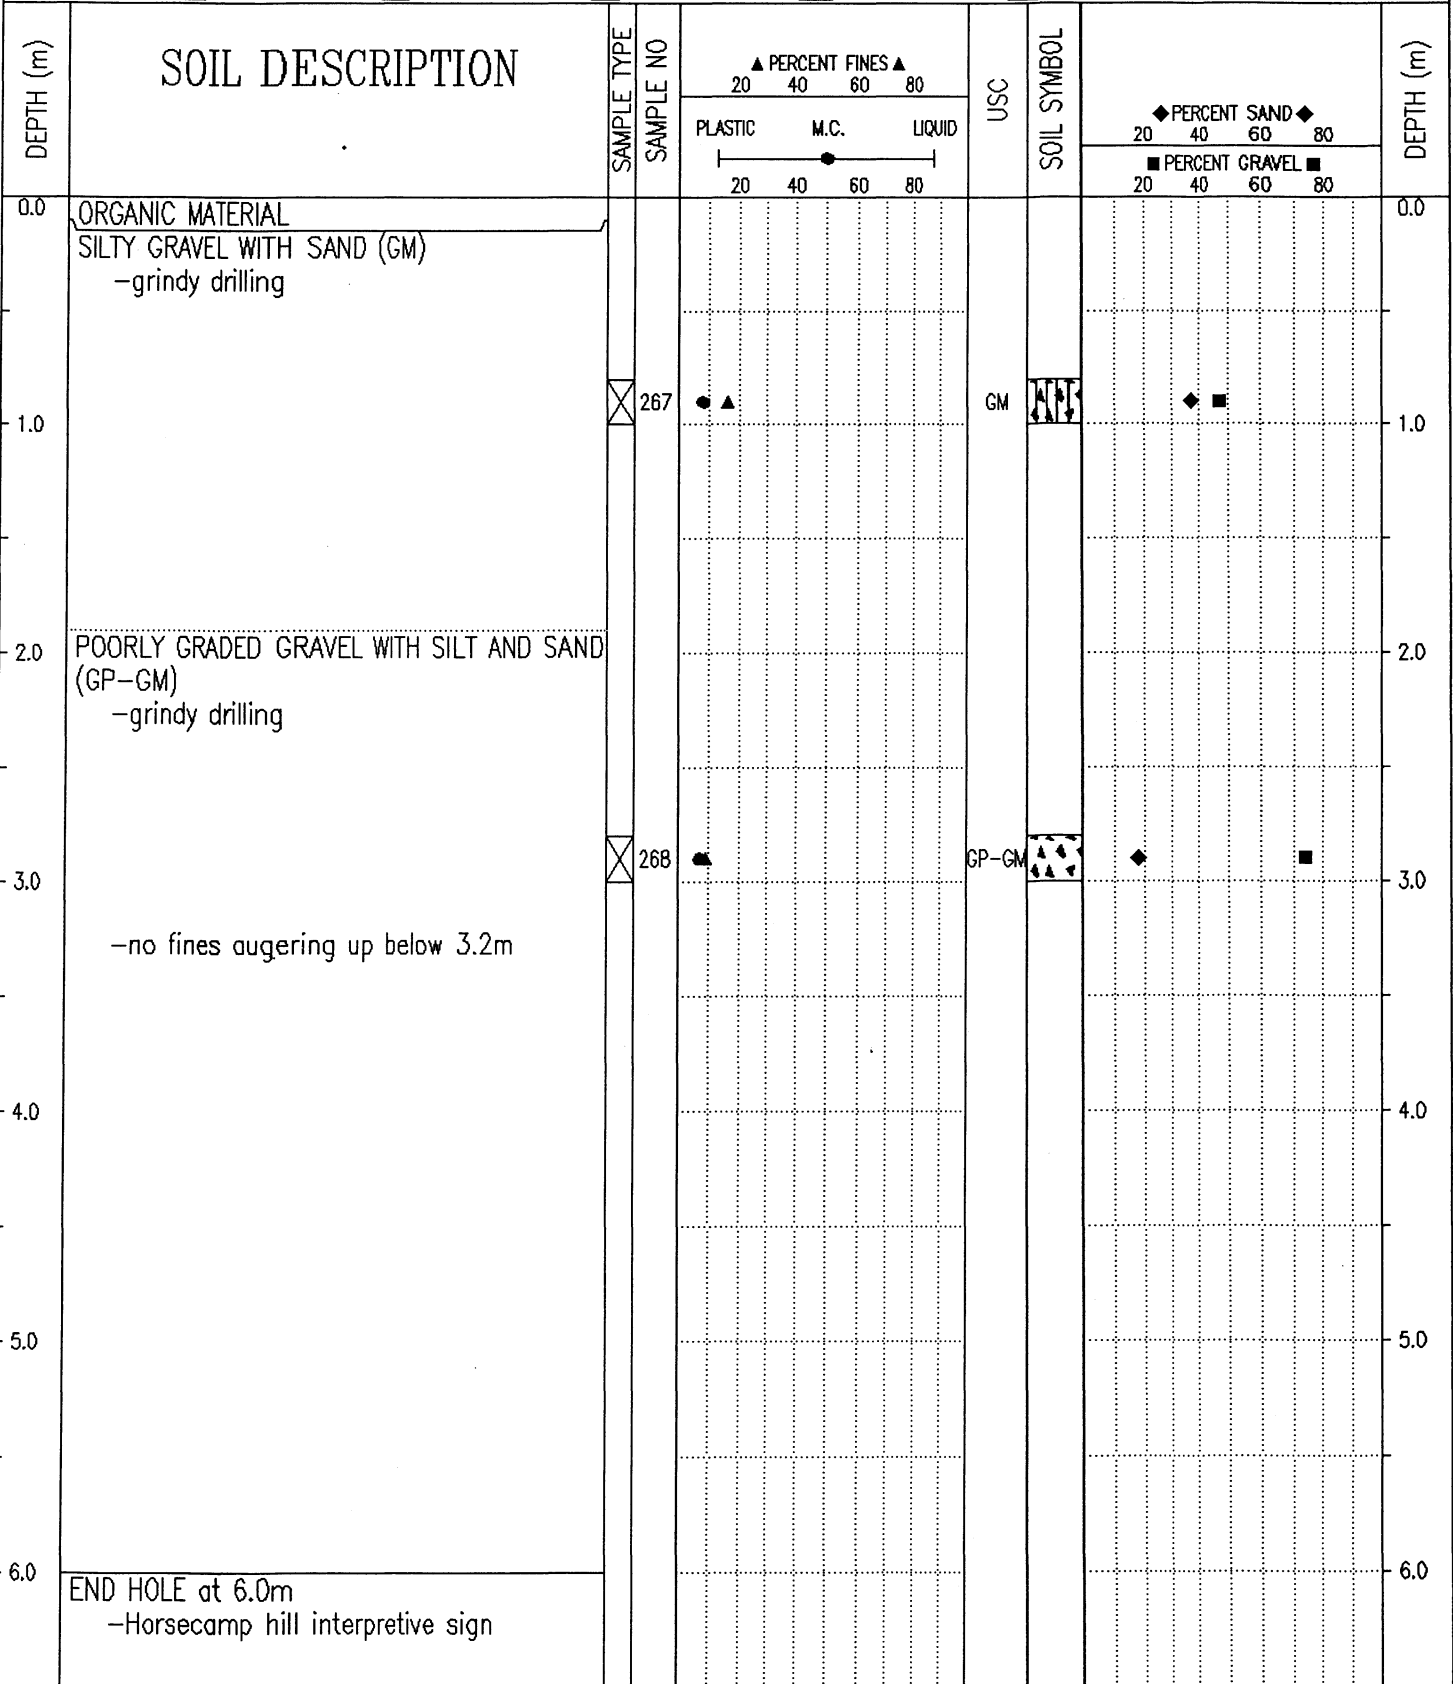 DEPTH (m)
SOIL DESCRIPTION
SAMPLE TYPE
SAMPLE NO
▲ PERCENT FINES ▲
20 40 60 80
PLASTIC M.C. LIQUID
20 40 60 80
USC
SOIL SYMBOL
◆PERCENT SAND◆
20 40 60 80
■ PERCENT GRAVEL ■
20 40 60 80
DEPTH (m)
0.0 ORGANIC MATERIAL 0.0
SILTY GRAVEL WITH SAND (GM)
-grindy drilling
267 GM
1.0 1.0
POORLY GRADED GRAVEL WITH SILT AND SAND
2.0 2.0
(GP-GM)
-grindy drilling
268 GP-GM
3.0 3.0
-no fines augering up below 3.2m
4.0 4.0
5.0 5.0
6.0 6.0
END HOLE at 6.0m
-Horsecamp hill interpretive sign